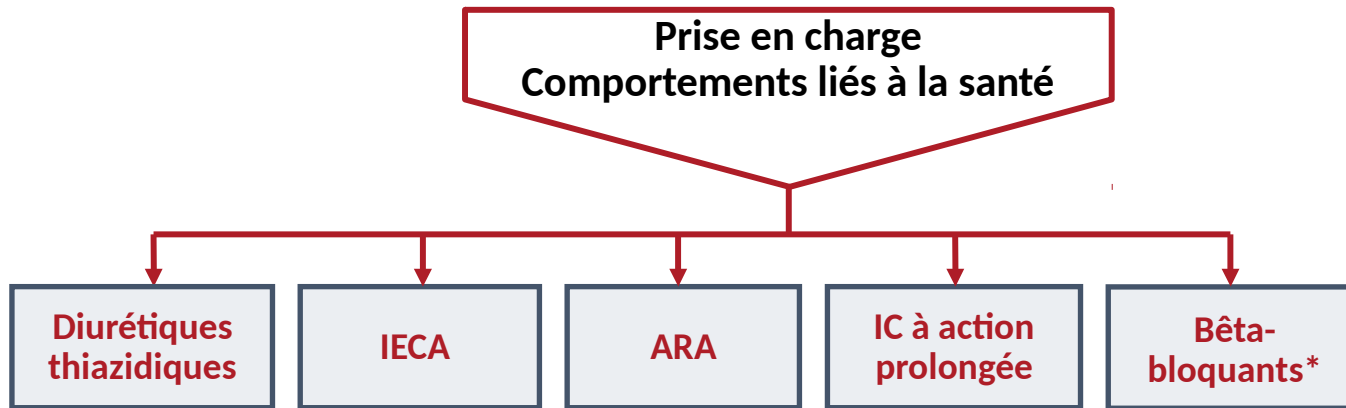 Prise en charge
Comportements liés à la santé
Diurétiques
thiazidiques
IECA
ARA
IC à action
prolongée
Bêta-
bloquants*